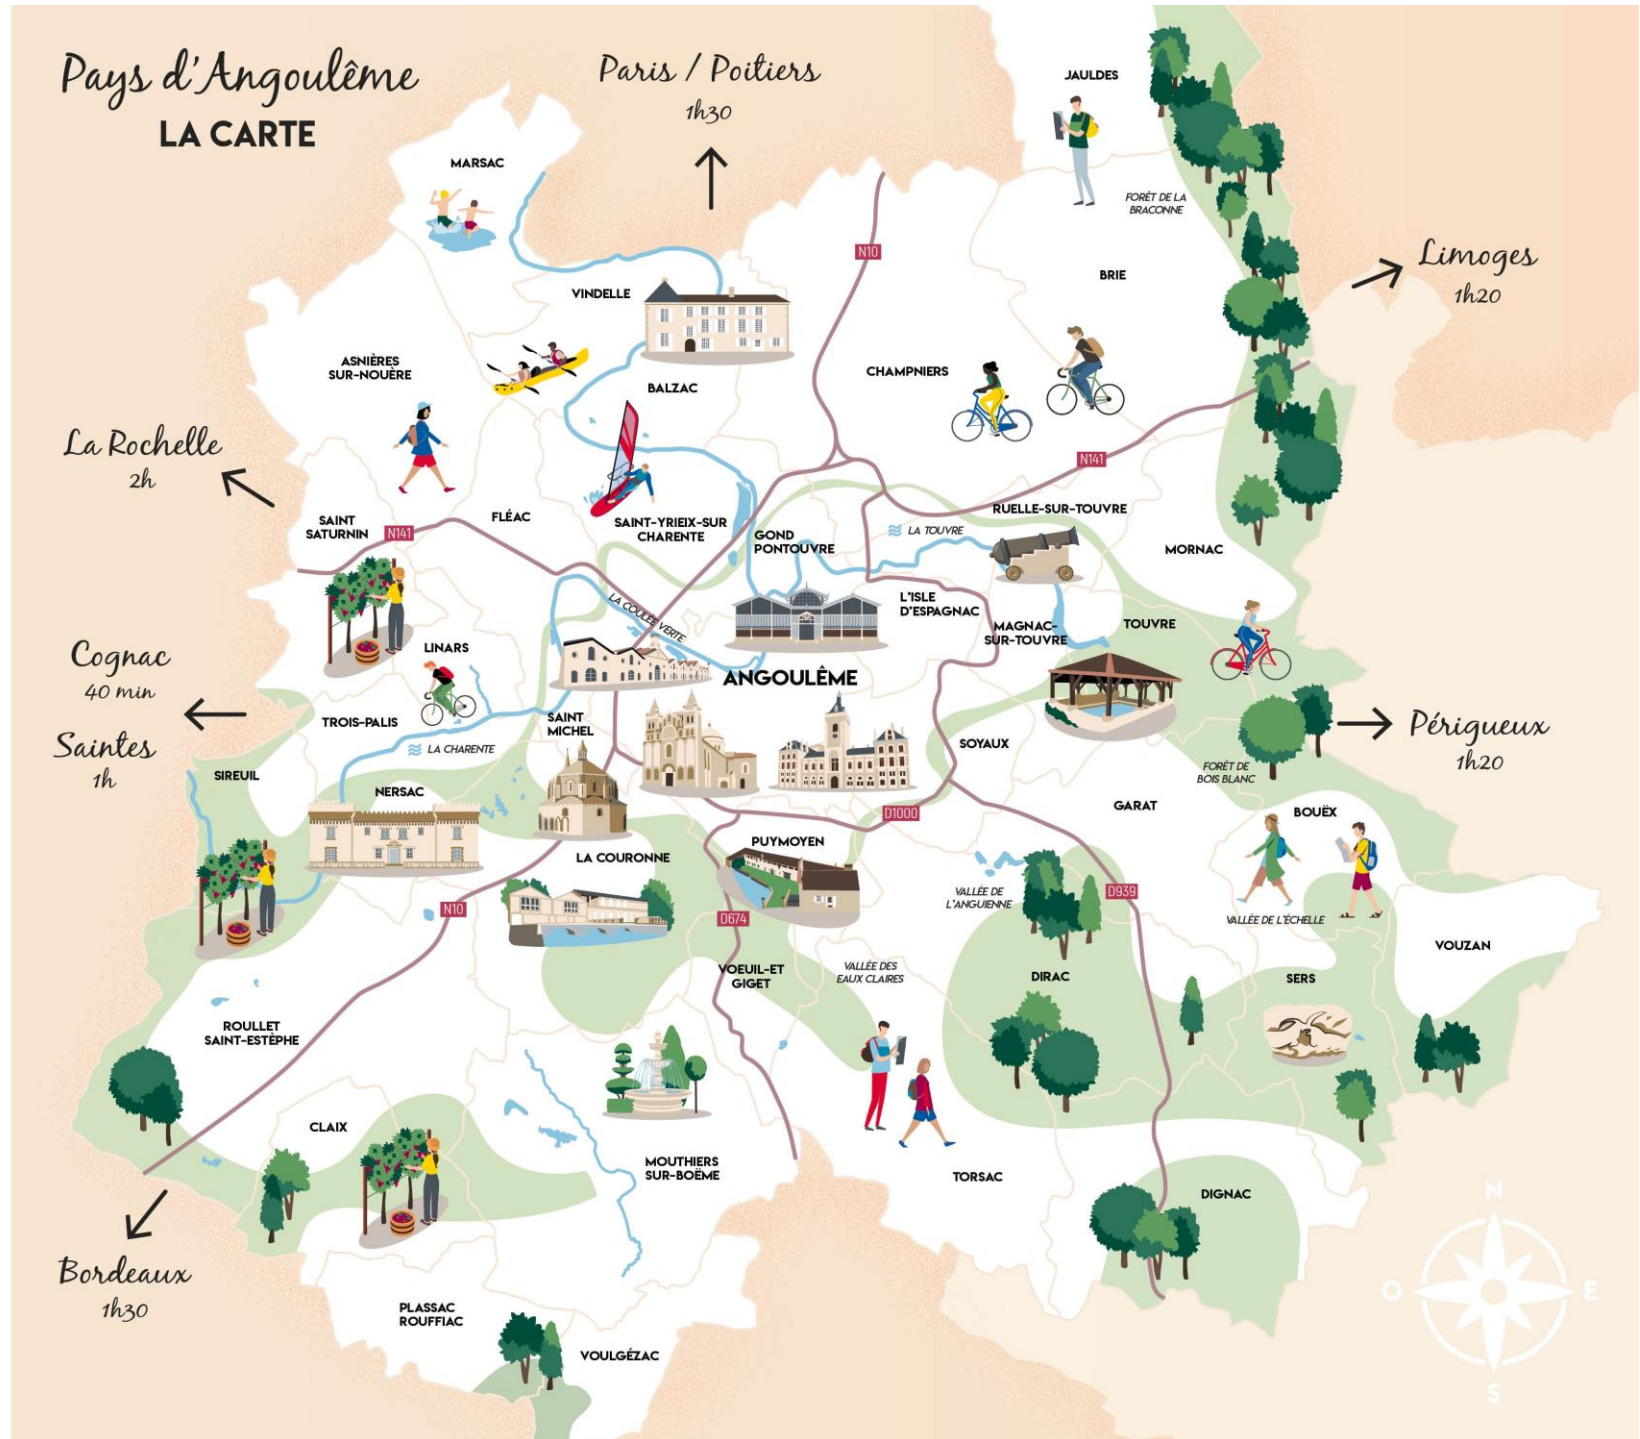 Pays d'Angoulême
LA CARTE
Paris / Poitiers
1h30
JAULDES
MARSAC
FORÊT DE LA
BRACONNE
N10
Limoges
1h20
BRIE
VINDELLE
ASNIÈRES
SUR-NOUÈRE
CHAMPNIERS
BALZAC
La Rochelle
2h
N141
SAINT
SATURNIN
N141
FLÉAC
SAINT-YRIEIX-SUR
CHARENTE
GOND
PONTOUVRE
LA TOUVRE
RUELLE-SUR-TOUVRE
MORNAC
LA COULÉE VERTE
L'ISLE
D'ESPAGNAC
MAGNAC-
SUR-TOUVRE
TOUVRE
Cognac
40 min
LINARS
ANGOULÊME
Saintes
1h
TROIS-PALIS
SAINT
MICHEL
LA CHARENTE
SOYAUX
Périgueux
1h20
SIREUIL
FORÊT DE
BOIS BLANC
NERSAC
GARAT
BOUËX
D1000
PUYMOYEN
LA COURONNE
VALLÉE DE
L'ANGUIENNE
D939
N10
D674
VALLÉE DE L'ÉCHELLE
VOUZAN
VOEUIL-ET
GIGET
VALLÉE DES
EAUX CLAIRES
DIRAC
SERS
ROULLET
SAINT-ESTÈPHE
CLAIX
MOUTHIERS
SUR-BOËME
TORSAC
DIGNAC
N
O
E
S
Bordeaux
1h30
PLASSAC
ROUFFIAC
VOULGÉZAC